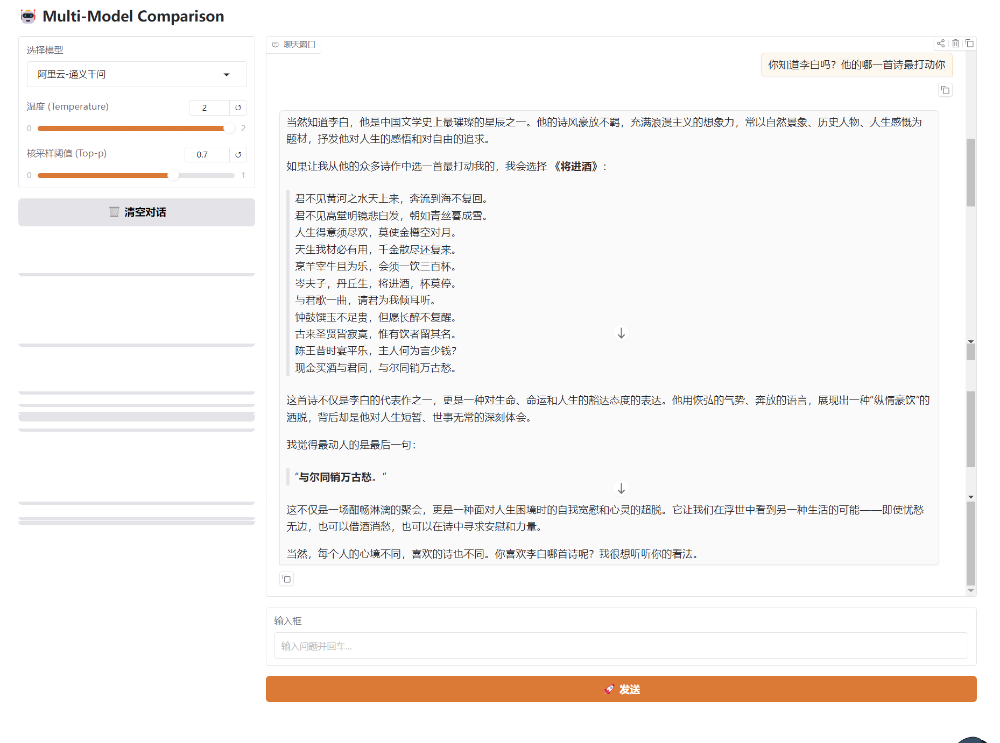 Multi-Model Comparison
选择模型
阿里云-通义千问
温度 (Temperature)
2
↺
0
2
核采样阈值 (Top-p)
0.7
↺
0
1
清空对话
聊天窗口
你知道李白吗？他的哪一首诗最打动你
当然知道李白，他是中国文学史上最璀璨的星辰之一。他的诗风豪放不羁，充满浪漫主义的想象力，常以自然景象、历史人物、人生感慨为
题材，抒发他对人生的感悟和对自由的追求。
如果让我从他的众多诗作中选一首最打动我的，我会选择 《将进酒》：
君不见黄河之水天上来，奔流到海不复回。
君不见高堂明镜悲白发，朝如青丝暮成雪。
人生得意须尽欢，莫使金樽空对月。
天生我材必有用，千金散尽还复来。
烹羊宰牛且为乐，会须一饮三百杯。
岑夫子，丹丘生，将进酒，杯莫停。
与君歌一曲，请君为我倾耳听。
钟鼓馔玉不足贵，但愿长醉不复醒。
古来圣贤皆寂寞，惟有饮者留其名。
陈王昔时宴平乐，主人何为言少钱？
现金买酒与君同，与尔同销万古愁。
这首诗不仅是李白的代表作之一，更是一种对生命、命运和人生的豁达态度的表达。他用恢弘的气势、奔放的语言，展现出一种“纵情豪饮”的
洒脱，背后却是他对人生短暂、世事无常的深刻体会。
我觉得最动人的是最后一句：
“与尔同销万古愁。”
这不仅是一场酣畅淋漓的聚会，更是一种面对人生困境时的自我宽慰和心灵的超脱。它让我们在浮世中看到另一种生活的可能——即使忧愁
无边，也可以借酒消愁，也可以在诗中寻求安慰和力量。
当然，每个人的心境不同，喜欢的诗也不同。你喜欢李白哪首诗呢？我很想听听你的看法。
输入框
输入问题并回车...
发送